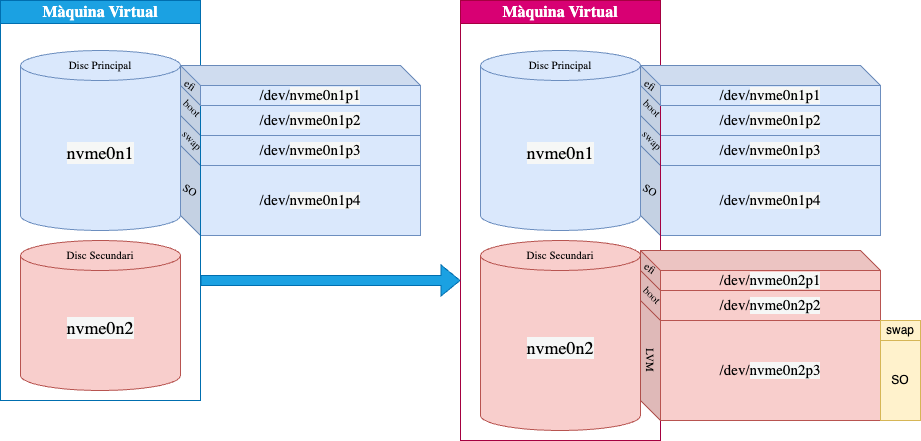 Màquina Virtual
Disc Principal
nvme0n1
efi
boot
swap
SO
/dev/nvme0n1p1
/dev/nvme0n1p2
/dev/nvme0n1p3
/dev/nvme0n1p4
Disc Secundari
nvme0n2
Màquina Virtual
Disc Principal
nvme0n1
efi
boot
swap
SO
/dev/nvme0n1p1
/dev/nvme0n1p2
/dev/nvme0n1p3
/dev/nvme0n1p4
Disc Secundari
nvme0n2
efi
boot
LVM
/dev/nvme0n2p1
/dev/nvme0n2p2
/dev/nvme0n2p3
swap
SO